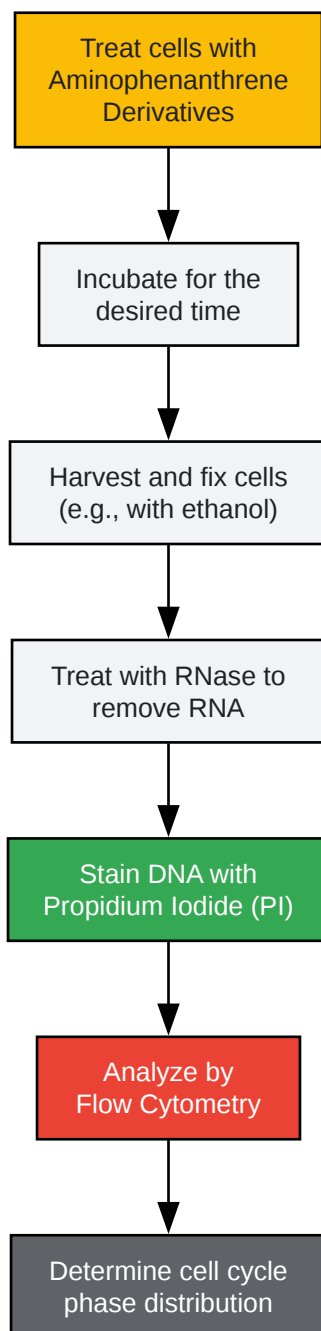 Treat cells with
Aminophenanthrene
Derivatives
Incubate for the
desired time
Harvest and fix cells
(e.g., with ethanol)
Treat with RNase to
remove RNA
Stain DNA with
Propidium Iodide (PI)
Analyze by
Flow Cytometry
Determine cell cycle
phase distribution